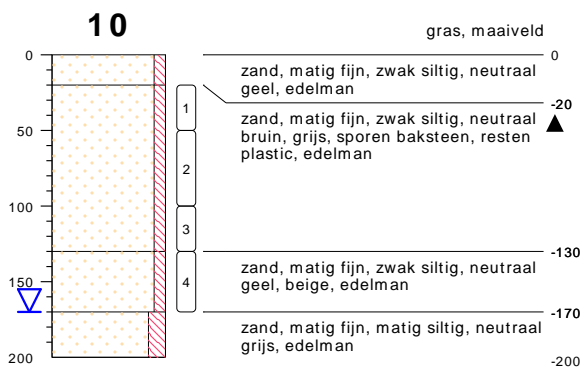 10
gras, maaiveld
0
0
zand, matig fijn, zwak siltig, neutraal
geel, edelman
-20
1
zand, matig fijn, zwak siltig, neutraal
bruin, grijs, sporen baksteen, resten
plastic, edelman
50
2
100
3
-130
zand, matig fijn, zwak siltig, neutraal
geel, beige, edelman
150
4
-170
zand, matig fijn, matig siltig, neutraal
grijs, edelman
200
-200